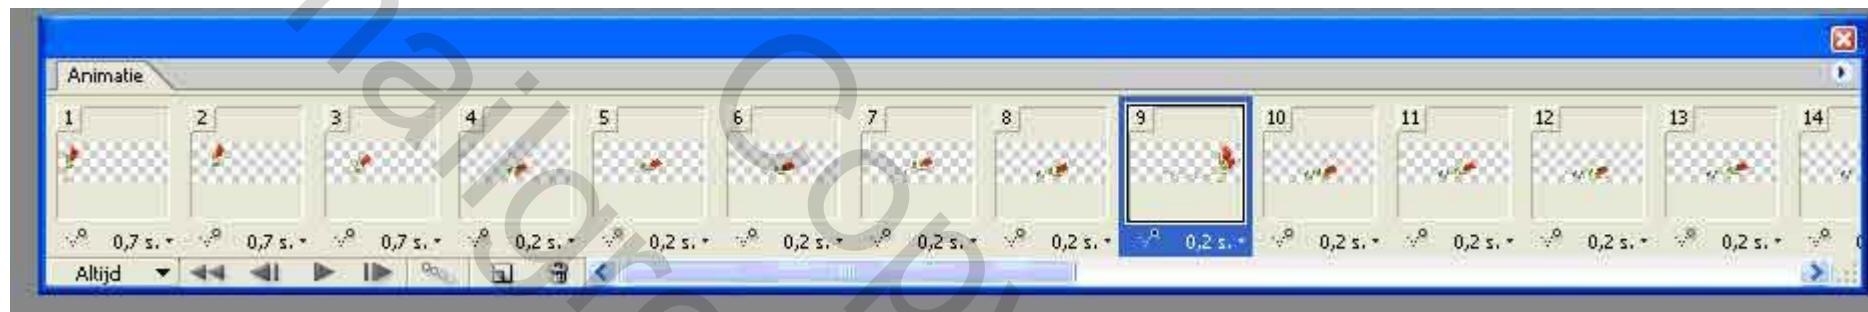 Animatie
1 2 3 4 5 6 7 8 9 10 11 12 13 14
0,7 s. 0,7 s. 0,7 s. 0,2 s. 0,2 s. 0,2 s. 0,2 s. 0,2 s. 0,2 s. 0,2 s. 0,2 s. 0,2 s. 0,2 s.
Altijd